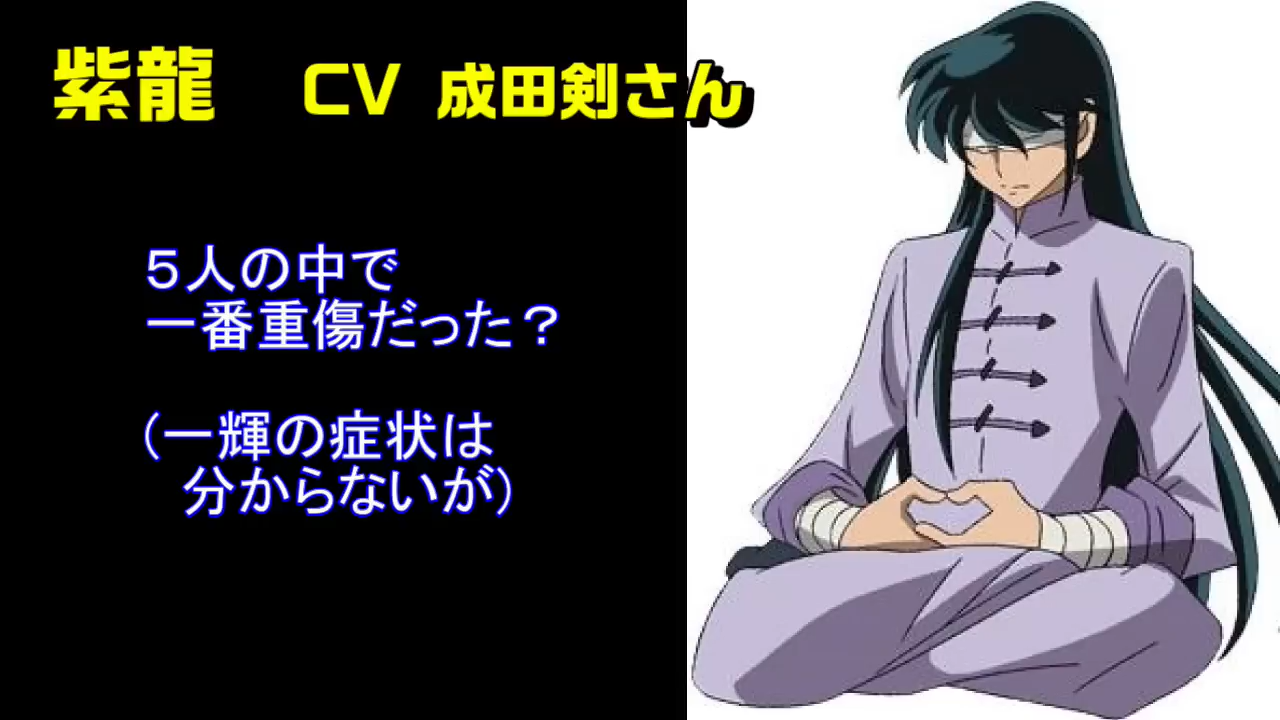 紫龍 CV 成田剣さん
５人の中で
一番重傷だった？
（一輝の症状は
分からないが）